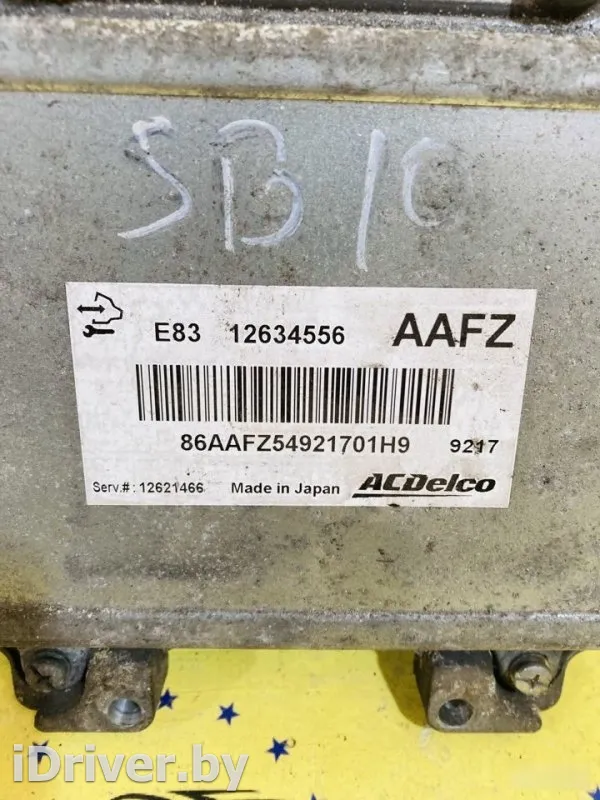 SB10
E83 12634556 AAFZ
86AAFZ54921701H9 9217
Serv.#: 12621466 Made in Japan ACDelco
iDriver.by